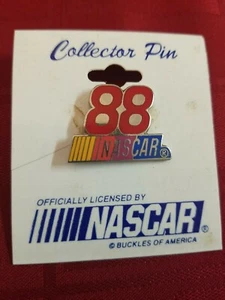 Collector Pin
88
NASCAR®
OFFICIALLY LICENSED BY
NASCAR®
© BUCKLES OF AMERICA